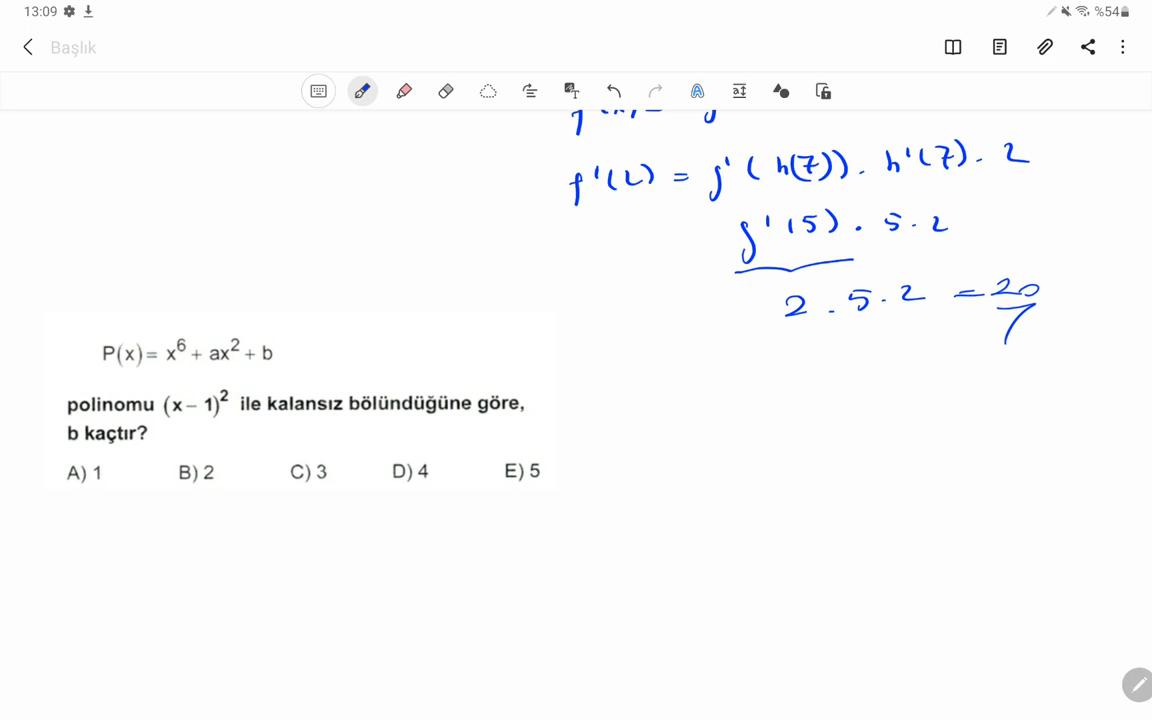 13:09 %54
Başlık
f'(2) = g'(h(7)). h'(7). 2
g'(5). 5.2
2.5.2 = 20
P(x) = x⁶ + ax² + b
polinomu (x – 1)² ile kalansız bölündüğüne göre,
b kaçtır?
A) 1 B) 2 C) 3 D) 4 E) 5